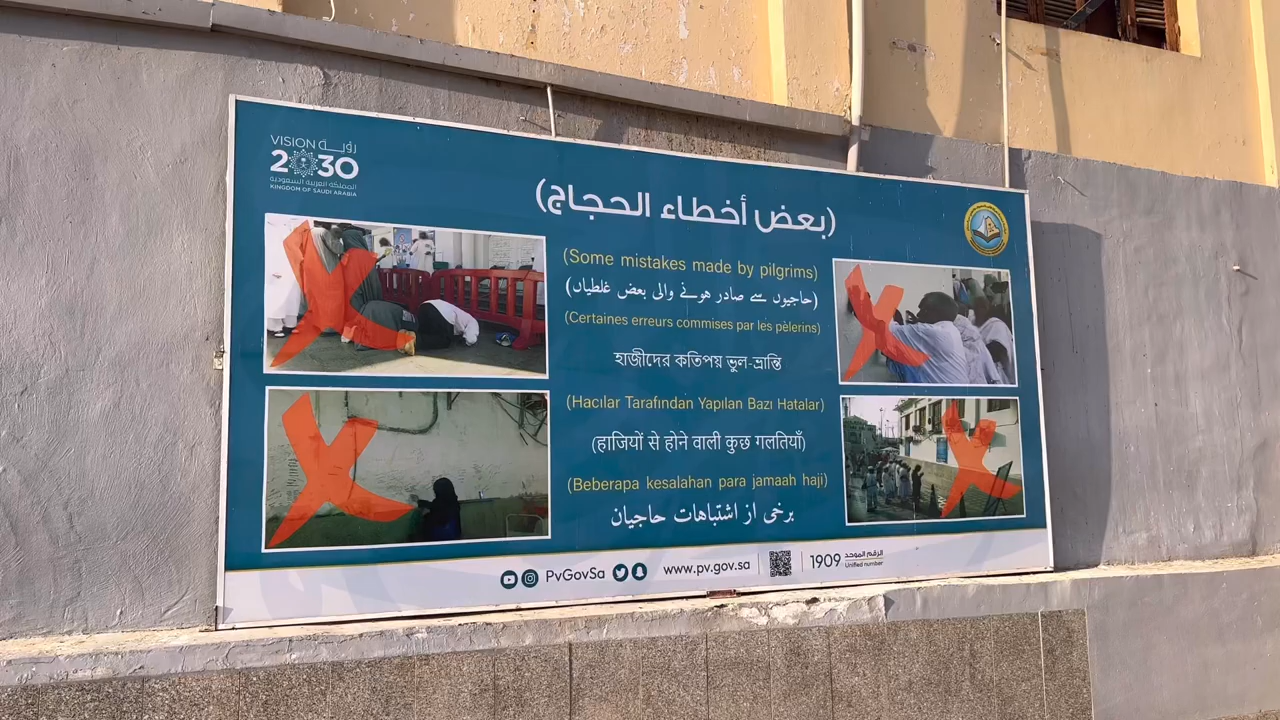 VISION رؤيـــة
2030
المملكة العربية السعودية
KINGDOM OF SAUDI ARABIA
(بعض أخطاء الحجاج)
(Some mistakes made by pilgrims)
(حاجیوں سے صادر ہونے والی بعض غلطیاں)
(Certaines erreurs commises par les pèlerins)
হাজীদের কতিপয় ভুল-ভ্রান্তি
(Hacılar Tarafından Yapılan Bazı Hatalar)
(हाजियों से होने वाली कुछ गलतियाँ)
(Beberapa kesalahan para jamaah haji)
برخی از اشتباهات حاجیان
PvGovSa www.pv.gov.sa 1909 الرقم الموحد
Unified number